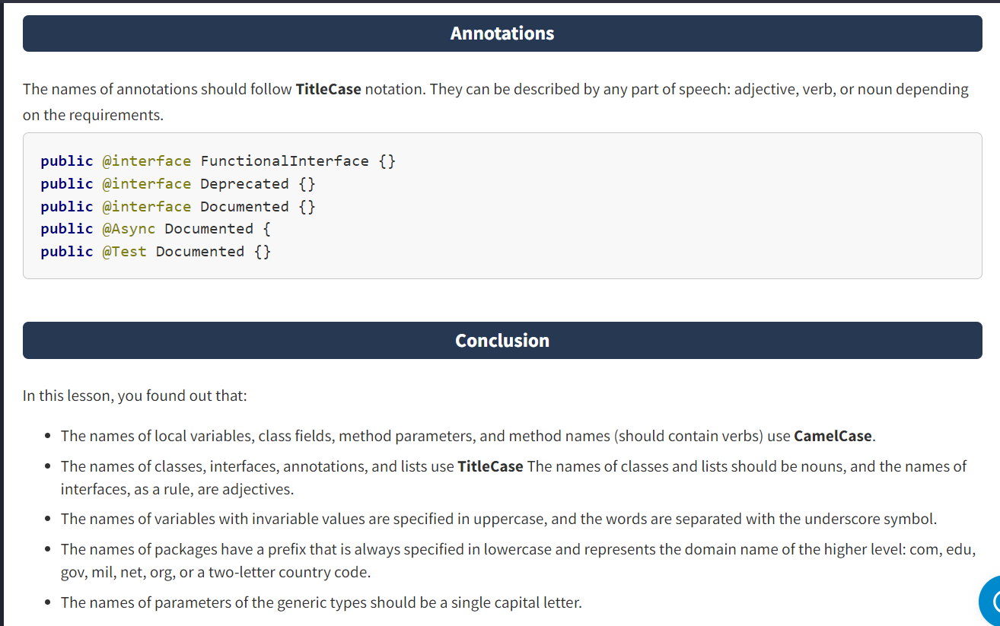 Annotations
The names of annotations should follow TitleCase notation. They can be described by any part of speech: adjective, verb, or noun depending
on the requirements.
public @interface FunctionalInterface {}
public @interface Deprecated {}
public @interface Documented {}
public @Async Documented {
public @Test Documented {}
Conclusion
In this lesson, you found out that:
• The names of local variables, class fields, method parameters, and method names (should contain verbs) use CamelCase.
• The names of classes, interfaces, annotations, and lists use TitleCase The names of classes and lists should be nouns, and the names of
interfaces, as a rule, are adjectives.
• The names of variables with invariable values are specified in uppercase, and the words are separated with the underscore symbol.
• The names of packages have a prefix that is always specified in lowercase and represents the domain name of the higher level: com, edu,
gov, mil, net, org, or a two-letter country code.
• The names of parameters of the generic types should be a single capital letter.